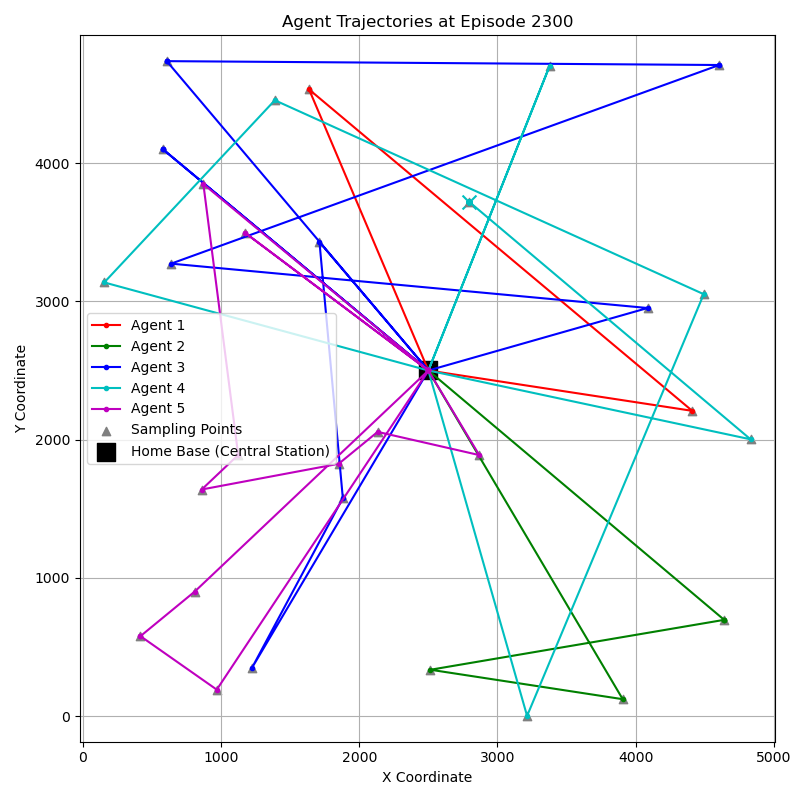 Agent Trajectories at Episode 2300
Y Coordinate
4000
3000
2000
1000
0
Agent 1
Agent 2
Agent 3
Agent 4
Agent 5
Sampling Points
Home Base (Central Station)
0 1000 2000 3000 4000 5000
X Coordinate